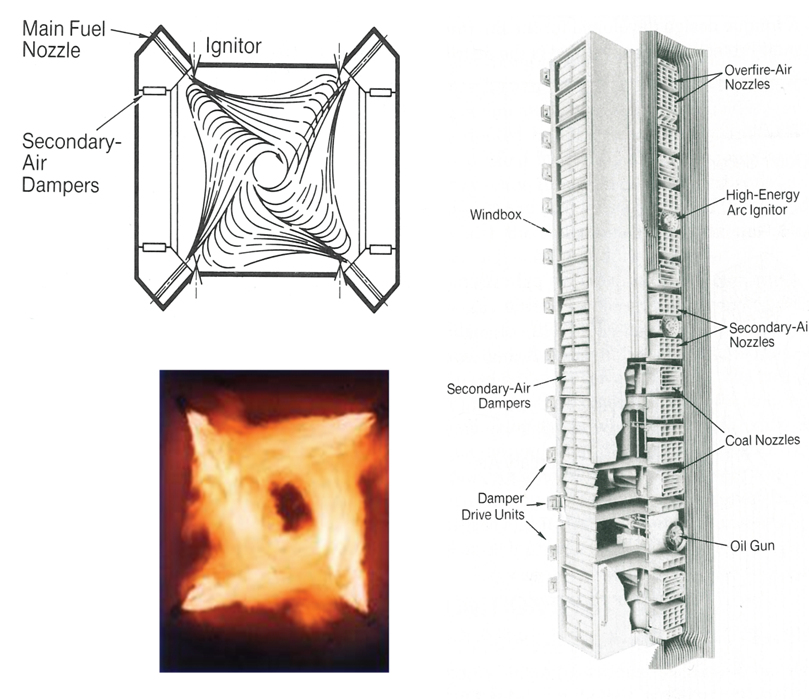 Main Fuel
Nozzle
Ignitor
Secondary-
Air
Dampers
Overfire-Air
Nozzles
High-Energy
Arc Ignitor
Windbox
Secondary-Ai
Nozzles
Secondary-Air
Dampers
Coal Nozzles
Damper
Drive Units
Oil Gun